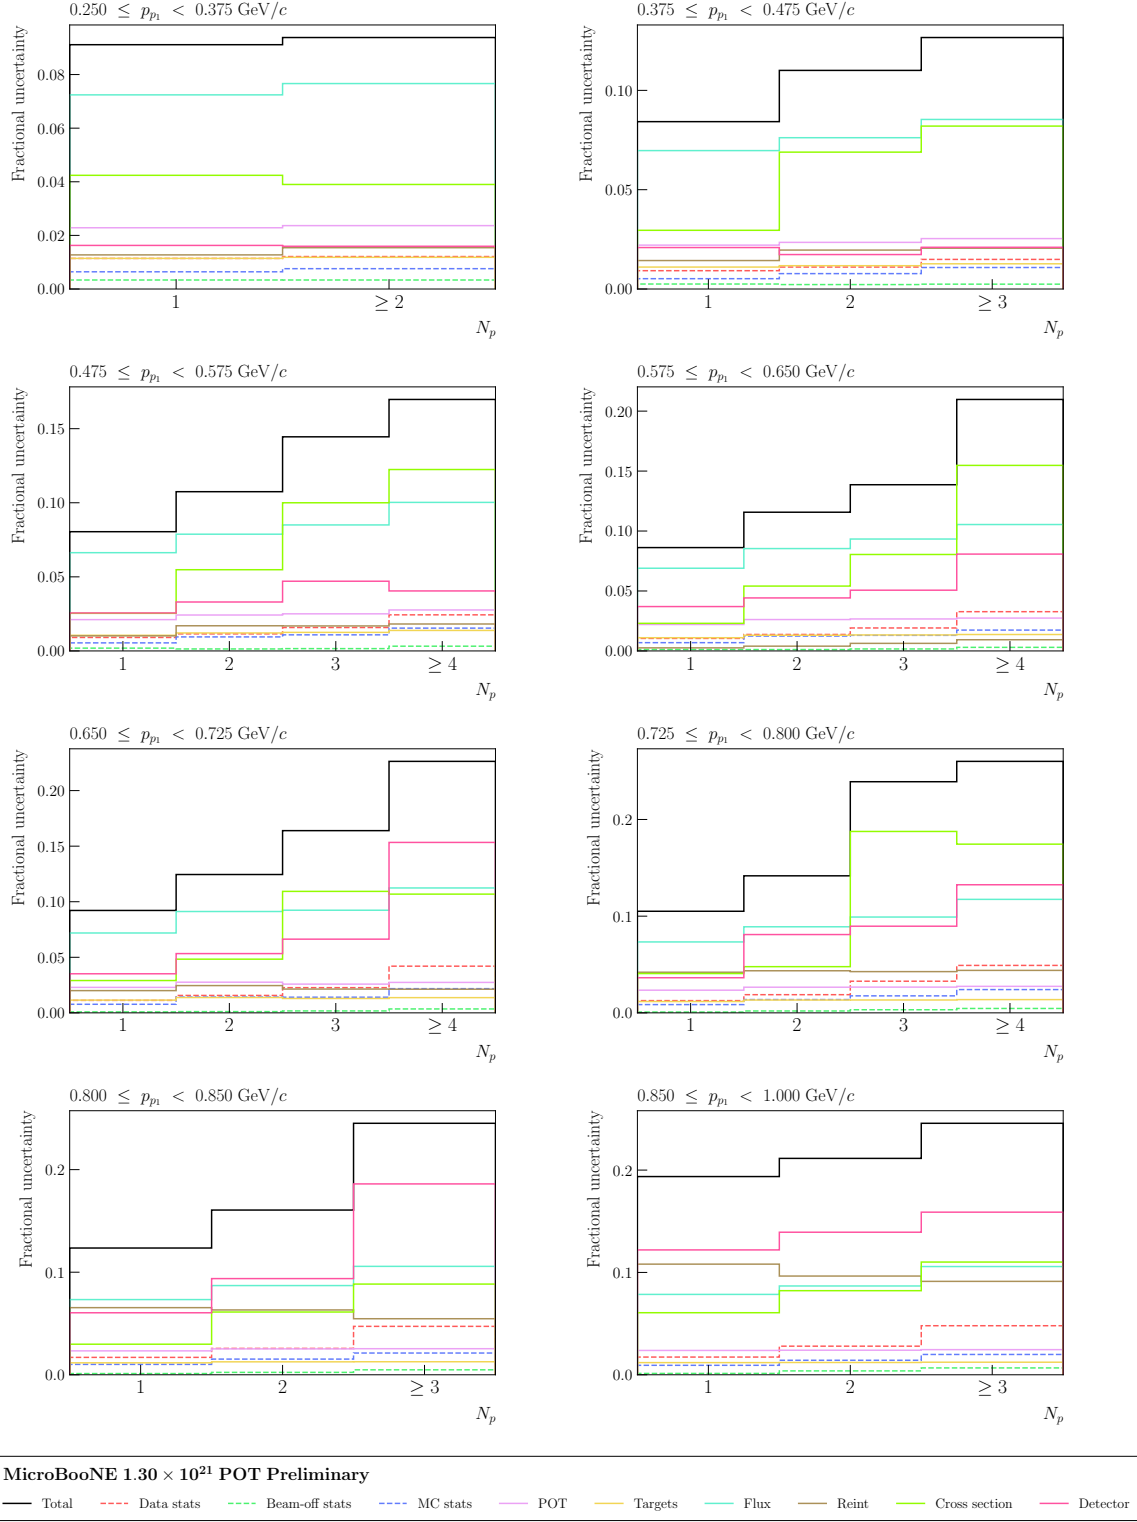 0.250 ≤ p_{p_1} < 0.375 GeV/c
Fractional uncertainty
0.08
0.06
0.04
0.02
0.00
1
≥ 2
N_p
0.375 ≤ p_{p_1} < 0.475 GeV/c
Fractional uncertainty
0.10
0.05
0.00
1
2
≥ 3
N_p
0.475 ≤ p_{p_1} < 0.575 GeV/c
Fractional uncertainty
0.15
0.10
0.05
0.00
1
2
3
≥ 4
N_p
0.575 ≤ p_{p_1} < 0.650 GeV/c
Fractional uncertainty
0.20
0.15
0.10
0.05
0.00
1
2
3
≥ 4
N_p
0.650 ≤ p_{p_1} < 0.725 GeV/c
Fractional uncertainty
0.20
0.15
0.10
0.05
0.00
1
2
3
≥ 4
N_p
0.725 ≤ p_{p_1} < 0.800 GeV/c
Fractional uncertainty
0.2
0.1
0.0
1
2
3
≥ 4
N_p
0.800 ≤ p_{p_1} < 0.850 GeV/c
Fractional uncertainty
0.2
0.1
0.0
1
2
≥ 3
N_p
0.850 ≤ p_{p_1} < 1.000 GeV/c
Fractional uncertainty
0.2
0.1
0.0
1
2
≥ 3
N_p
MicroBooNE 1.30 × 10^{21} POT Preliminary
Total Data stats Beam-off stats MC stats POT Targets Flux Reint Cross section Detector